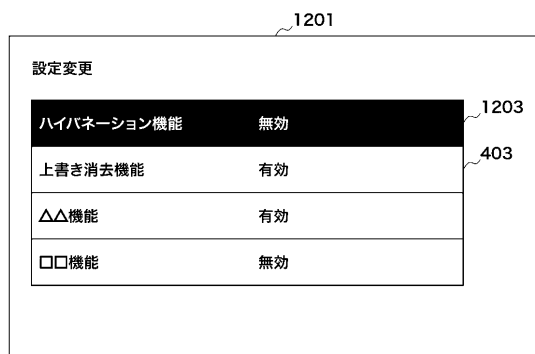 1201
設定変更
ハイバネーション機能 無効
1203
上書き消去機能 有効
403
△△機能 有効
□□機能 無効